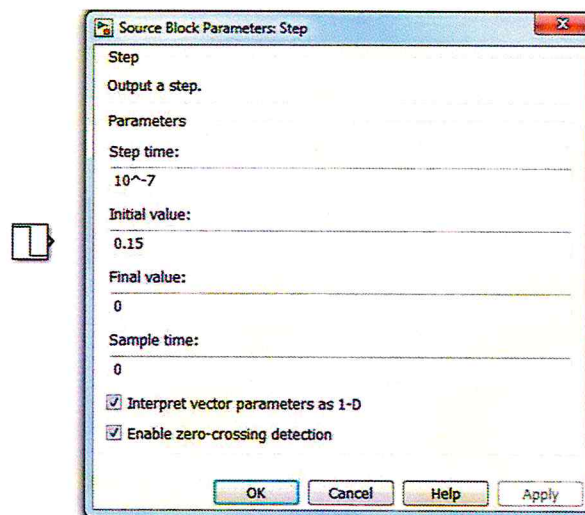 Source Block Parameters: Step
Step
Output a step.
Parameters
Step time:
10^-7
Initial value:
0.15
Final value:
0
Sample time:
0
Interpret vector parameters as 1-D
Enable zero-crossing detection
OK Cancel Help Apply